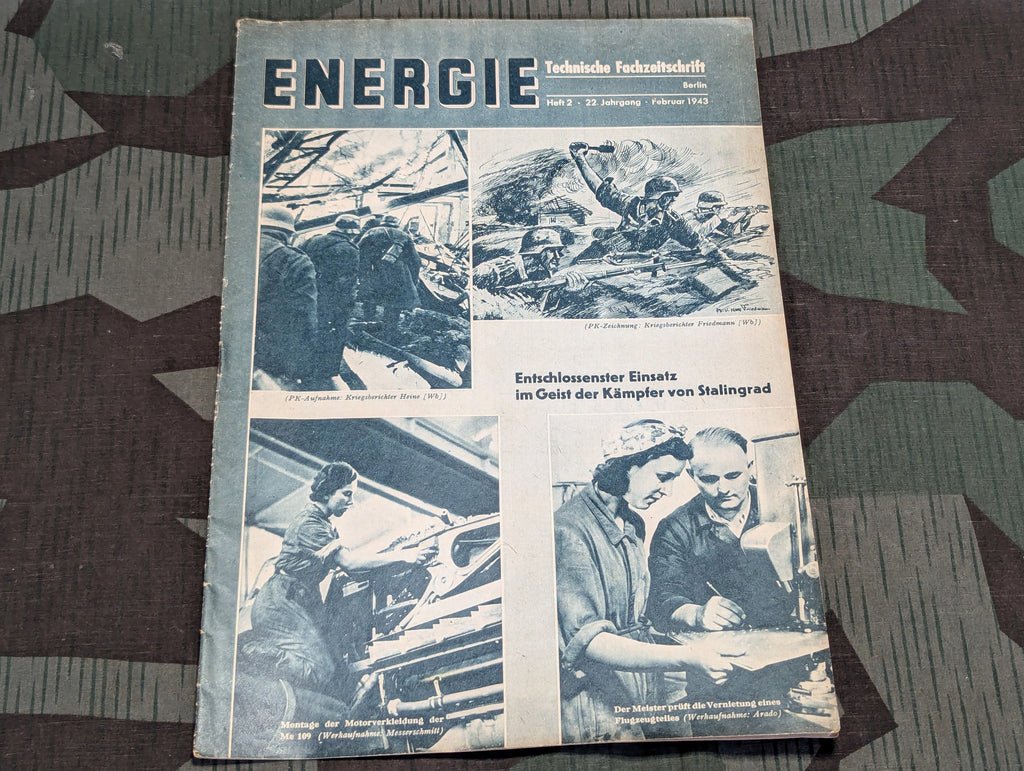 ENERGIE
Technische Fachzeitschrift
Berlin
Heft 2 · 22. Jahrgang · Februar 1943
(PK-Zeichnung: Kriegsberichter Friedmann [Wb])
(PK-Aufnahme: Kriegsberichter Heine [Wb])
Entschlossenster Einsatz
im Geist der Kämpfer von Stalingrad
Montage der Motorverkleidung der
Me 109 (Werkaufnahme: Messerschmitt)
Der Meister prüft die Vernietung eines
Flugzeugteiles (Werkaufnahme: Arado)